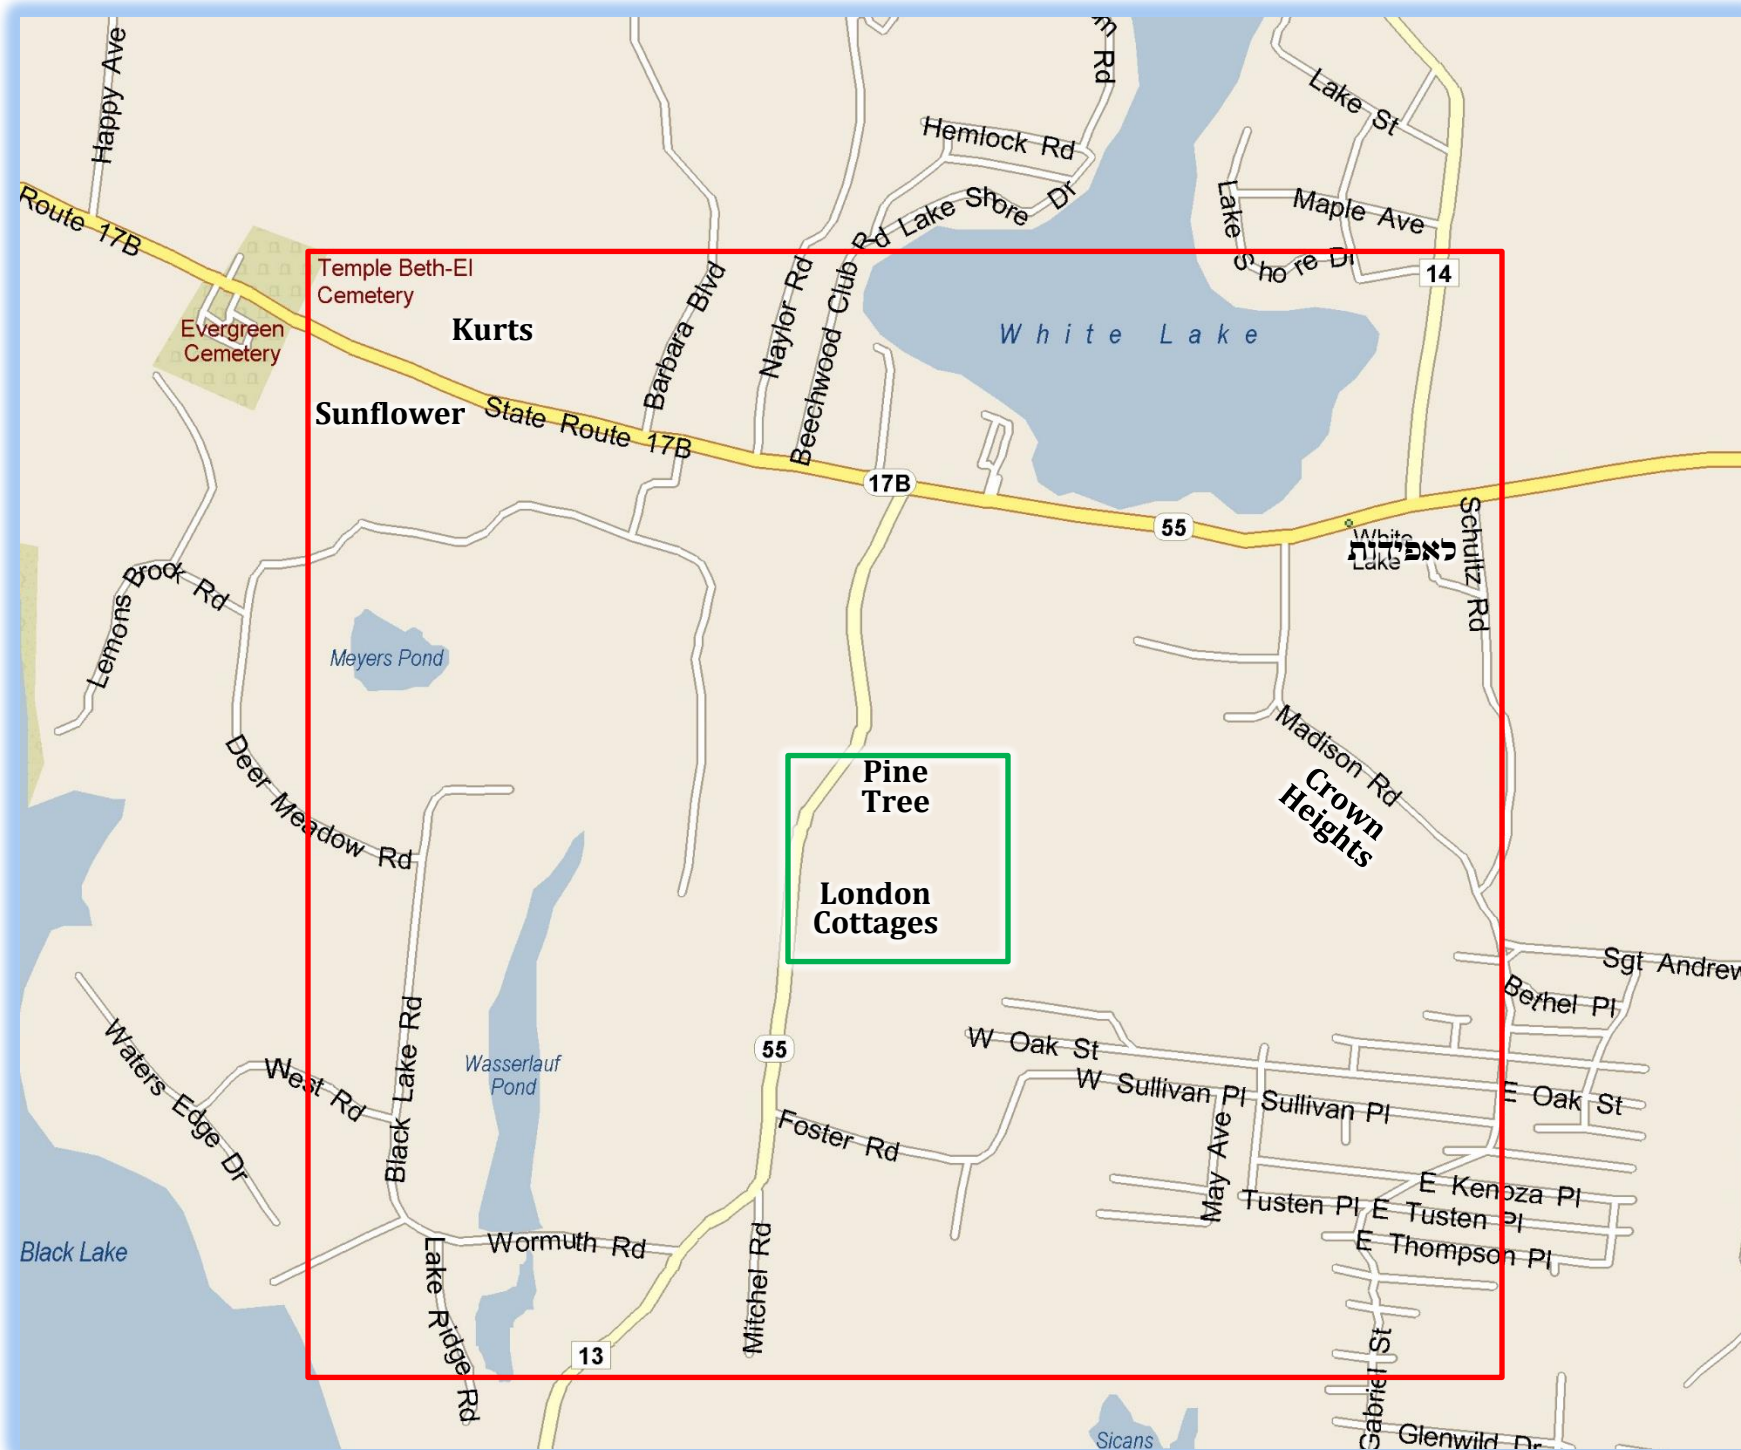 Happy Ave
m Rd
Lake St
Hemlock Rd
Route 17B
Lake Shore Dr
Maple Ave
Lake Shore Dr
Rd
14
Temple Beth-El
Cemetery
Evergreen
Cemetery
Kurts
Barbara Blvd
Naylor Rd
Beechwood Club
White Lake
Sunflower
State Route 17B
17B
55
White
Lake
לאפידות
Schultz Rd
Lemons Brook Rd
Meyers Pond
Deer Meadow Rd
Madison Rd
Pine
Tree
Crown
Heights
London
Cottages
Sgt Andrew
Bethel Pl
Waters Edge Dr
West Rd
Black Lake Rd
Wasserlauf
Pond
55
W Oak St
W Sullivan Pl
Sullivan Pl
E Oak St
Foster Rd
May Ave
E Kenoza Pl
Tusten Pl
E Tusten Pl
E Thompson Pl
Black Lake
Wormuth Rd
Lake Ridge Rd
Mitchel Rd
13
Gabriel St
Glenwild Dr
Sicans